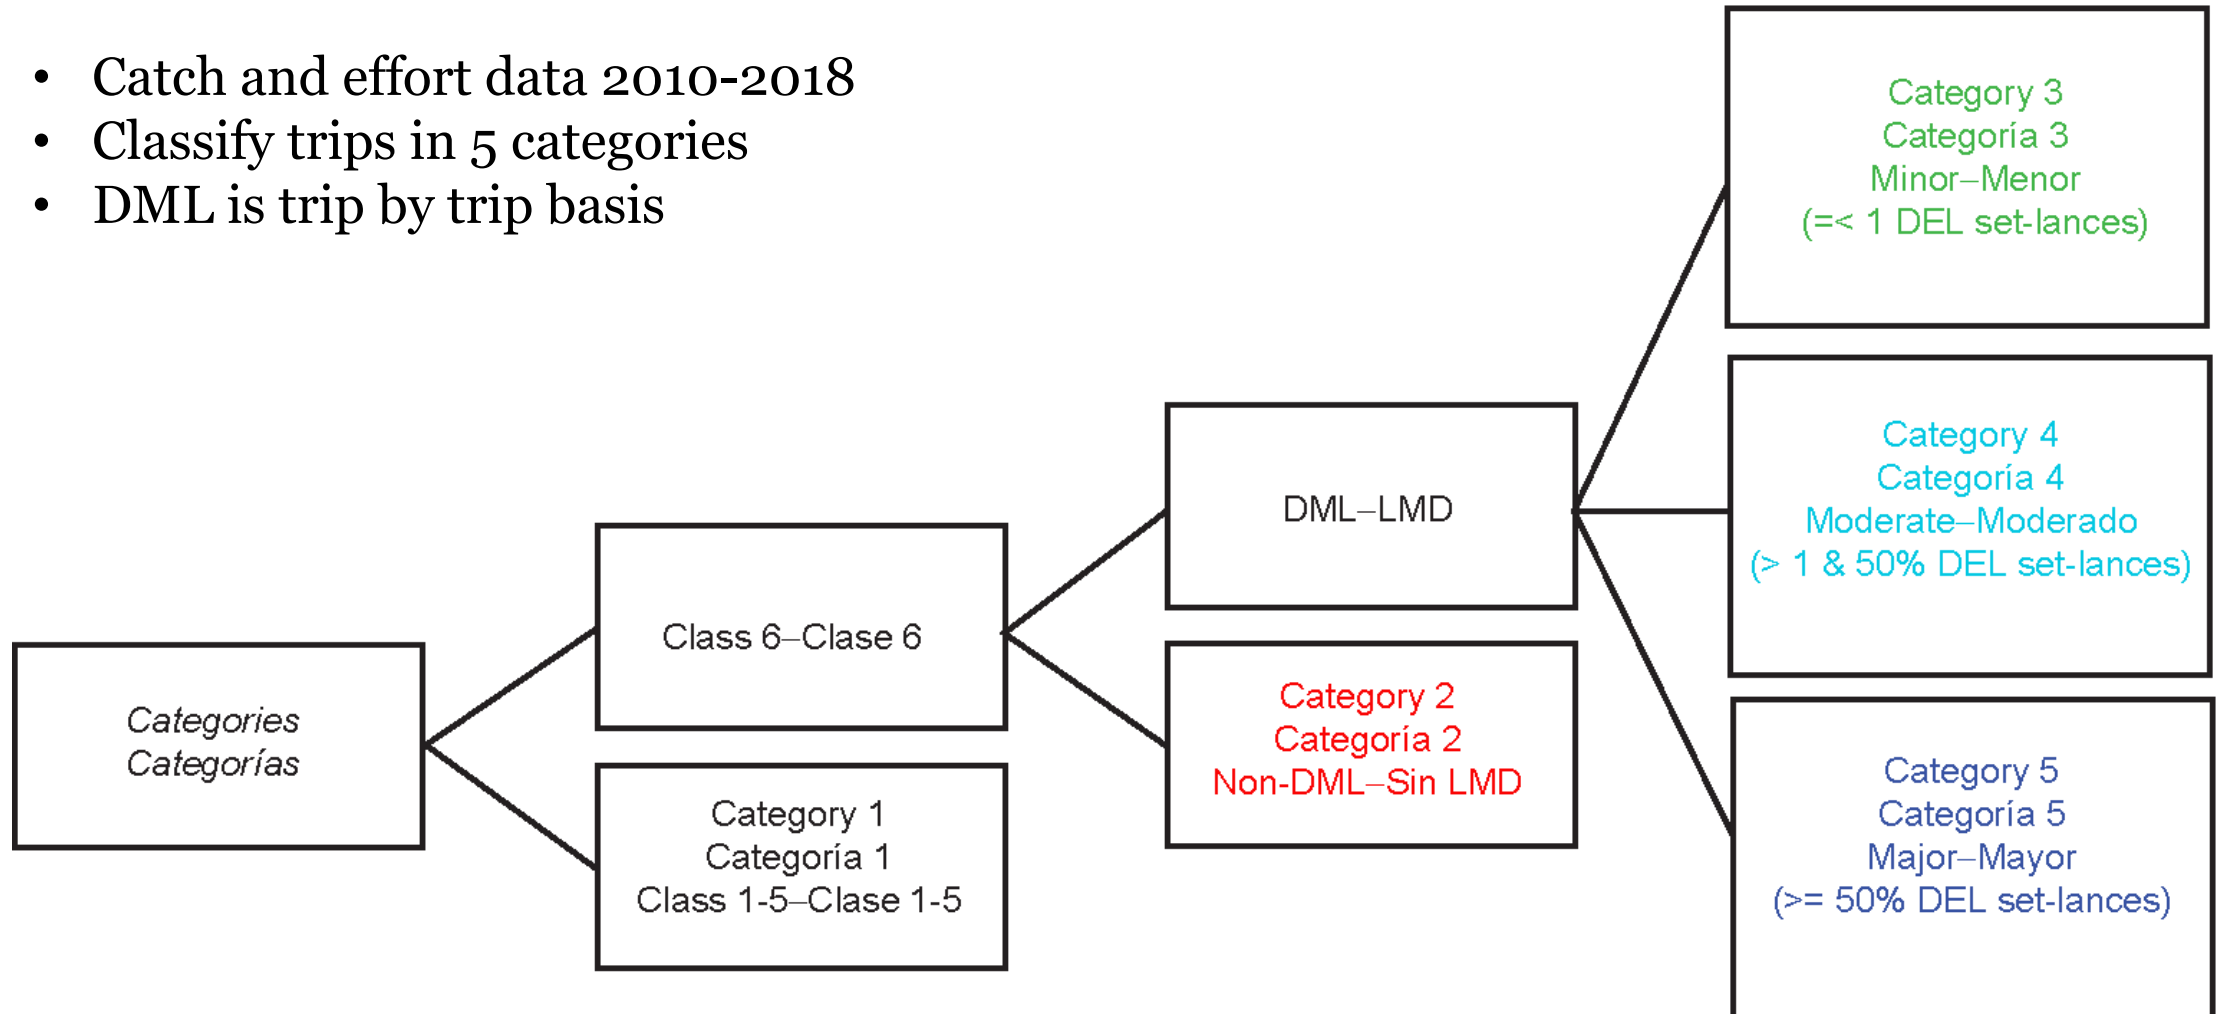 • Catch and effort data 2010-2018
• Classify trips in 5 categories
• DML is trip by trip basis
Categories
Categorías
Class 6–Clase 6
Category 1
Categoría 1
Class 1-5–Clase 1-5
DML–LMD
Category 2
Categoría 2
Non-DML–Sin LMD
Category 3
Categoría 3
Minor–Menor
(=< 1 DEL set-lances)
Category 4
Categoría 4
Moderate–Moderado
(> 1 & 50% DEL set-lances)
Category 5
Categoría 5
Major–Mayor
(>= 50% DEL set-lances)